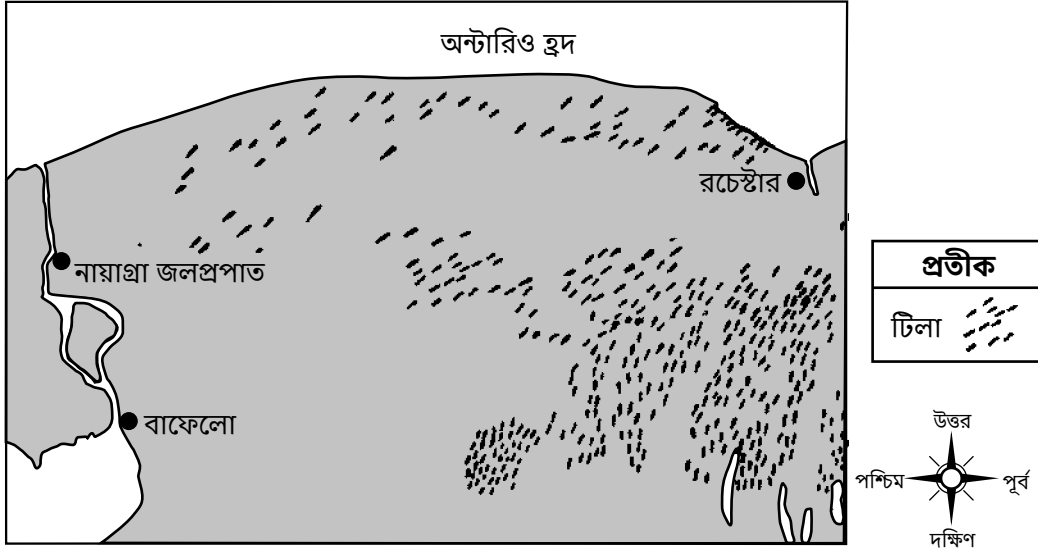 অন্টারিও হ্রদ
রচেস্টার
নায়াগ্রা জলপ্রপাত
বাফেলো
প্রতীক
টিলা
উত্তর
পশ্চিম
পূর্ব
দক্ষিণ